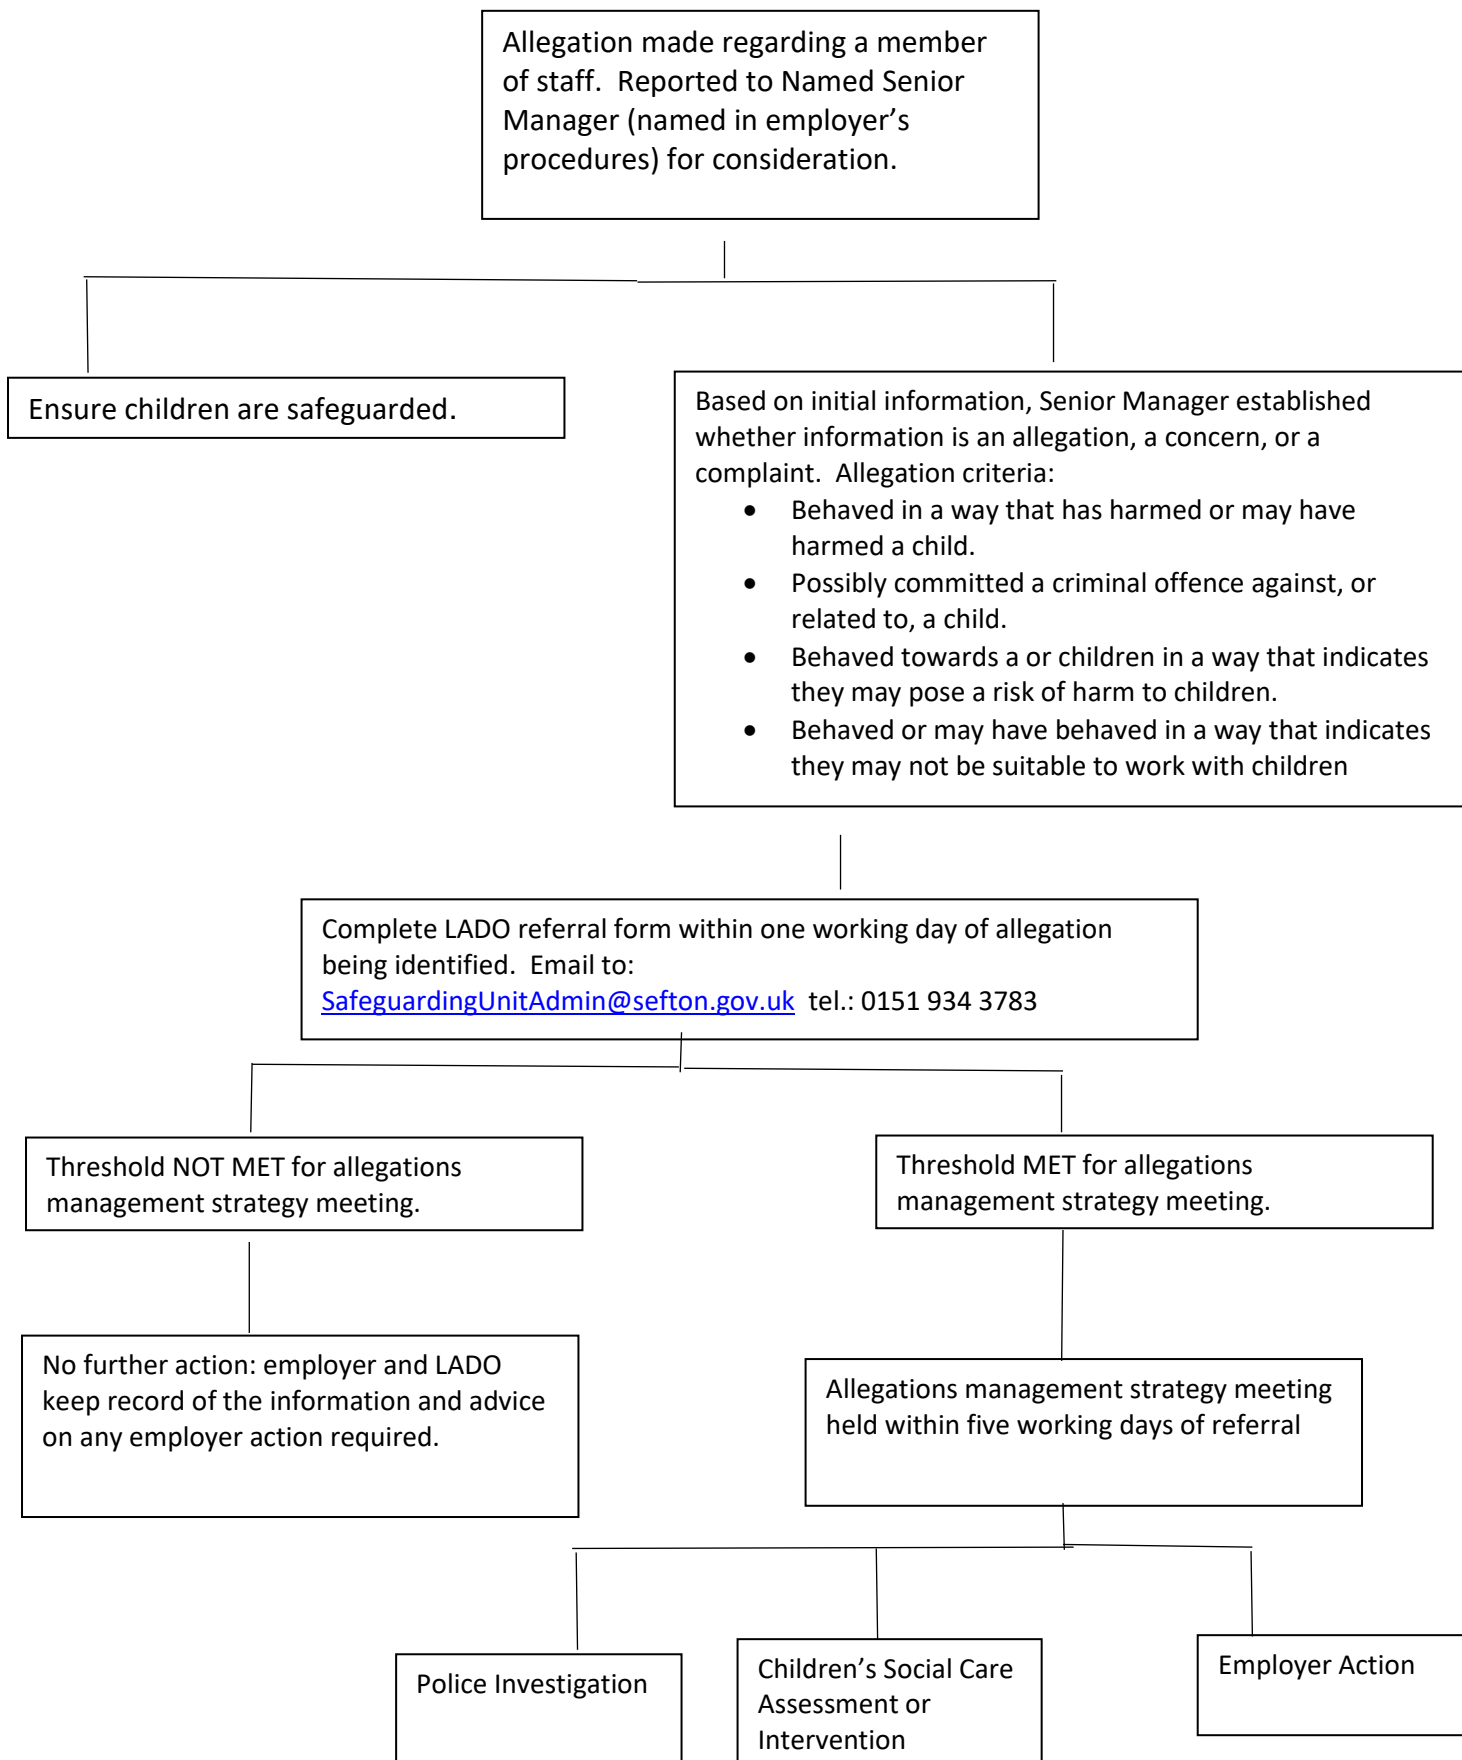 Allegation made regarding a member
of staff.  Reported to Named Senior
Manager (named in employer’s
procedures) for consideration.
Ensure children are safeguarded.
Based on initial information, Senior Manager established
whether information is an allegation, a concern, or a
complaint.  Allegation criteria:
• Behaved in a way that has harmed or may have
harmed a child.
• Possibly committed a criminal offence against, or
related to, a child.
• Behaved towards a or children in a way that indicates
they may pose a risk of harm to children.
• Behaved or may have behaved in a way that indicates
they may not be suitable to work with children
Complete LADO referral form within one working day of allegation
being identified.  Email to:
SafeguardingUnitAdmin@sefton.gov.uk  tel.: 0151 934 3783
Threshold NOT MET for allegations
management strategy meeting.
Threshold MET for allegations
management strategy meeting.
No further action: employer and LADO
keep record of the information and advice
on any employer action required.
Allegations management strategy meeting
held within five working days of referral
Police Investigation
Children’s Social Care
Assessment or
Intervention
Employer Action